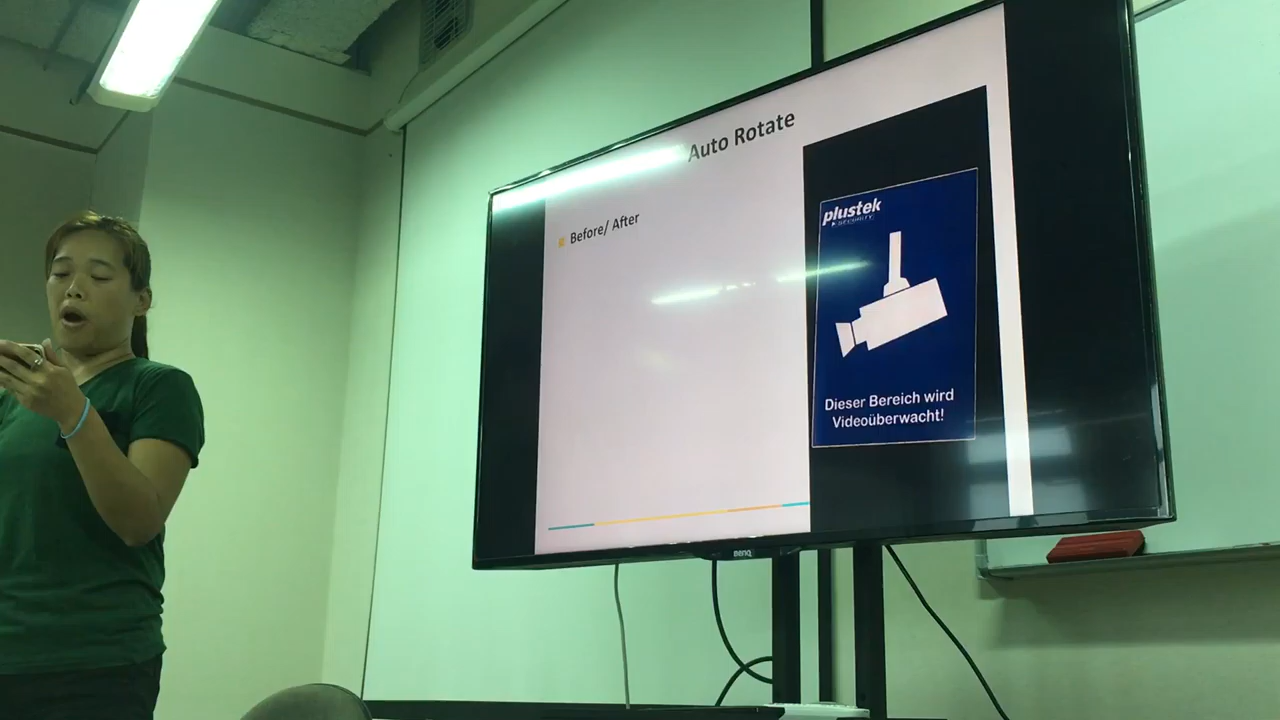 Auto Rotate
Before/ After
plustek
SECURITY
Dieser Bereich wird
Videoüberwacht!
BenQ